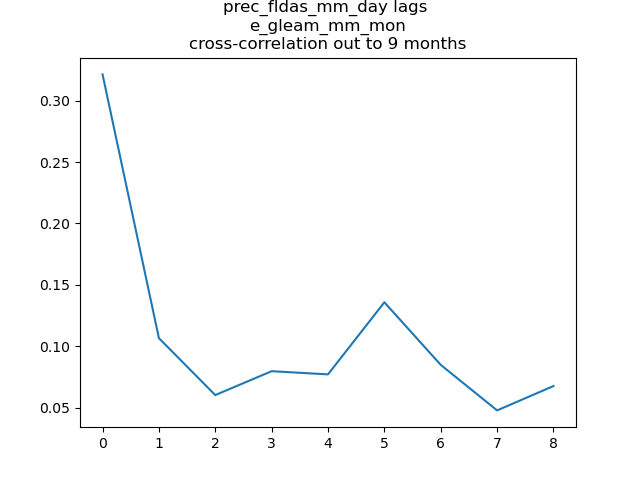 prec_fldas_mm_day lags
e_gleam_mm_mon
cross-correlation out to 9 months
0.30
0.25
0.20
0.15
0.10
0.05
0 1 2 3 4 5 6 7 8